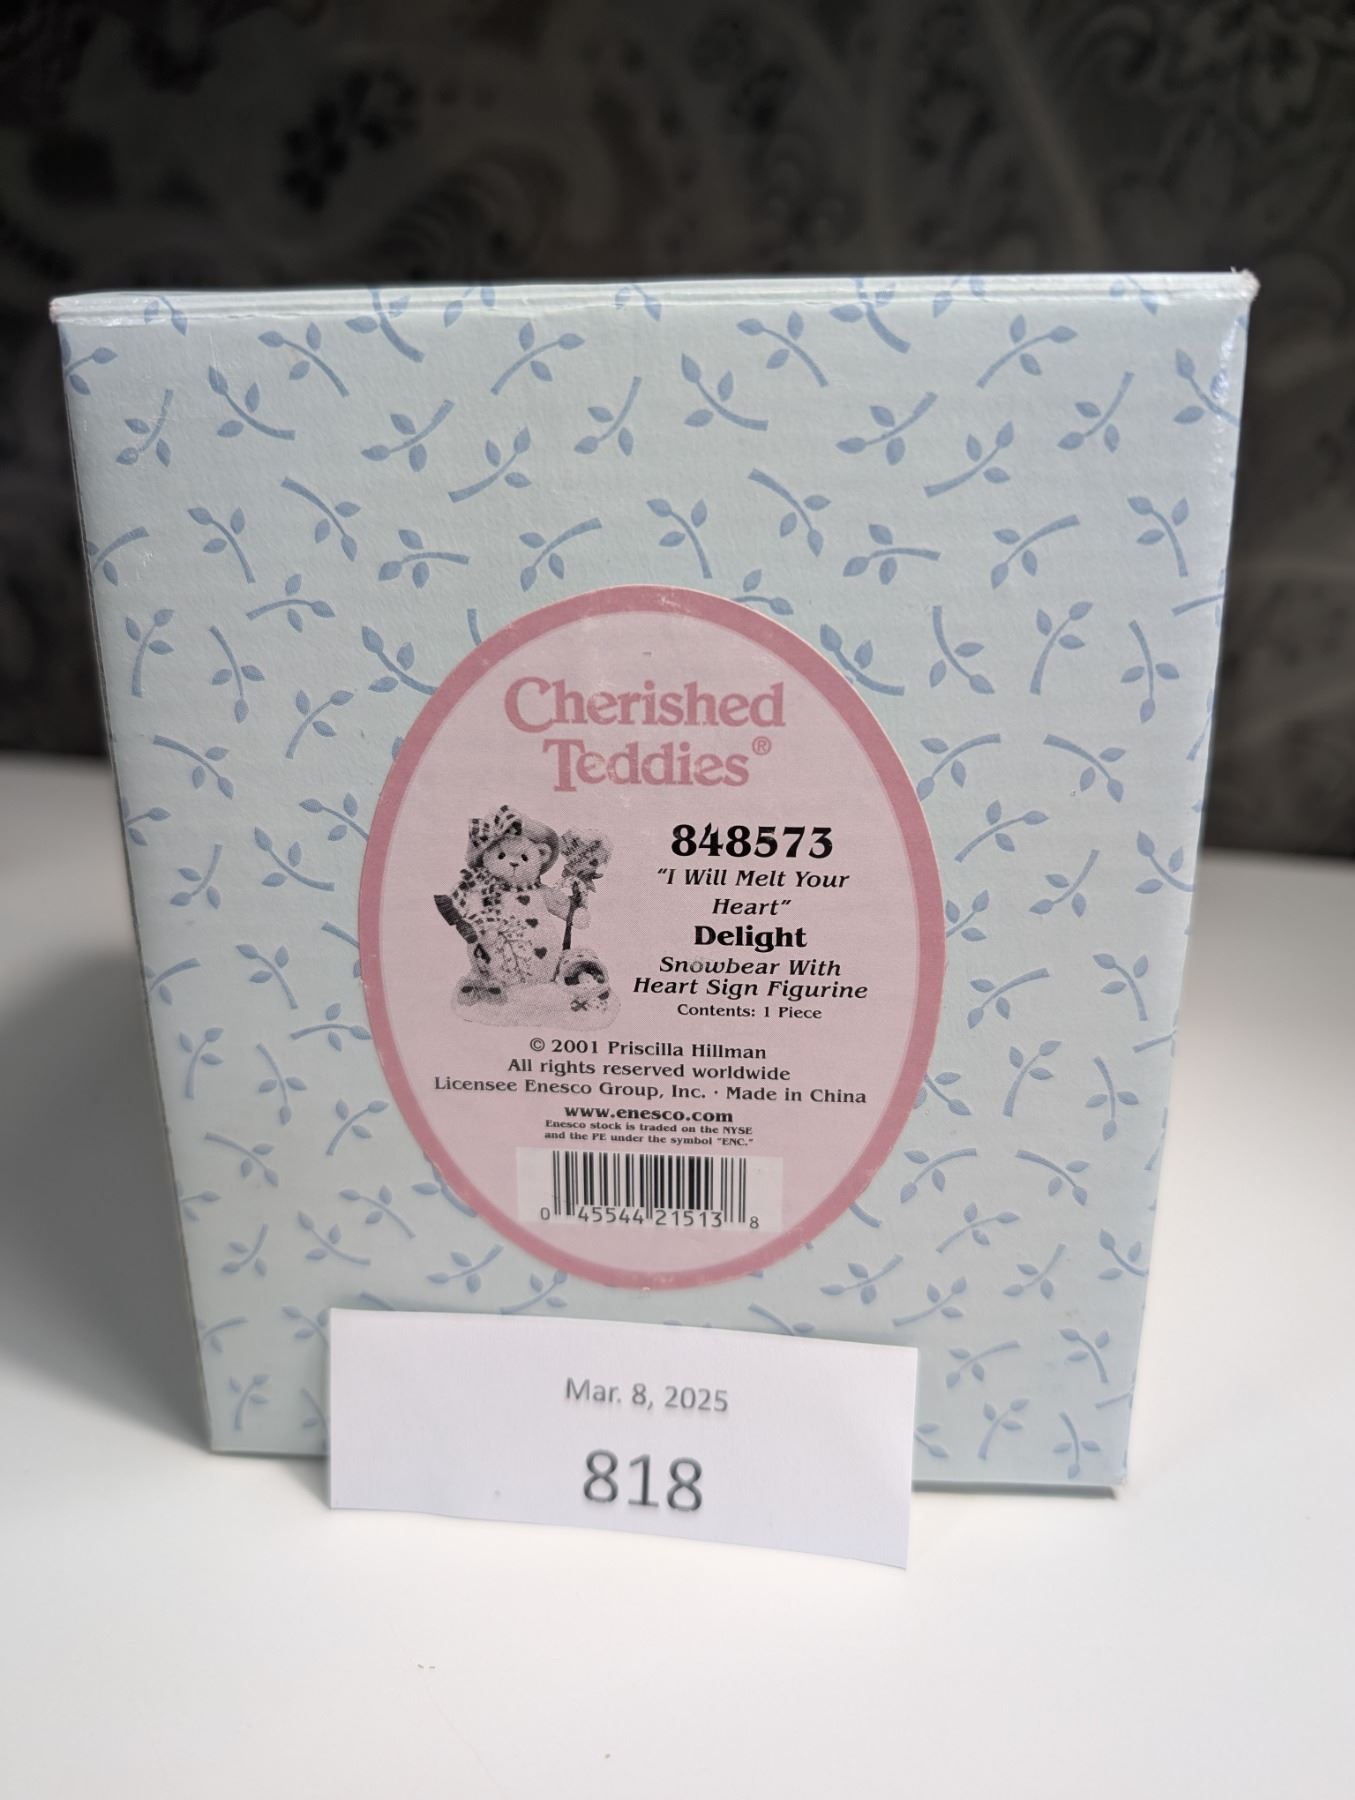 Cherished
Teddies®
848573
"I Will Melt Your
Heart"
Delight
Snowbear With
Heart Sign Figurine
Contents: 1 Piece
© 2001 Priscilla Hillman
All rights reserved worldwide
Licensee Enesco Group, Inc. · Made in China
www.enesco.com
Enesco stock is traded on the NYSE
and the PE under the symbol "ENC."
0 45544 21513 8
Mar. 8, 2025
818